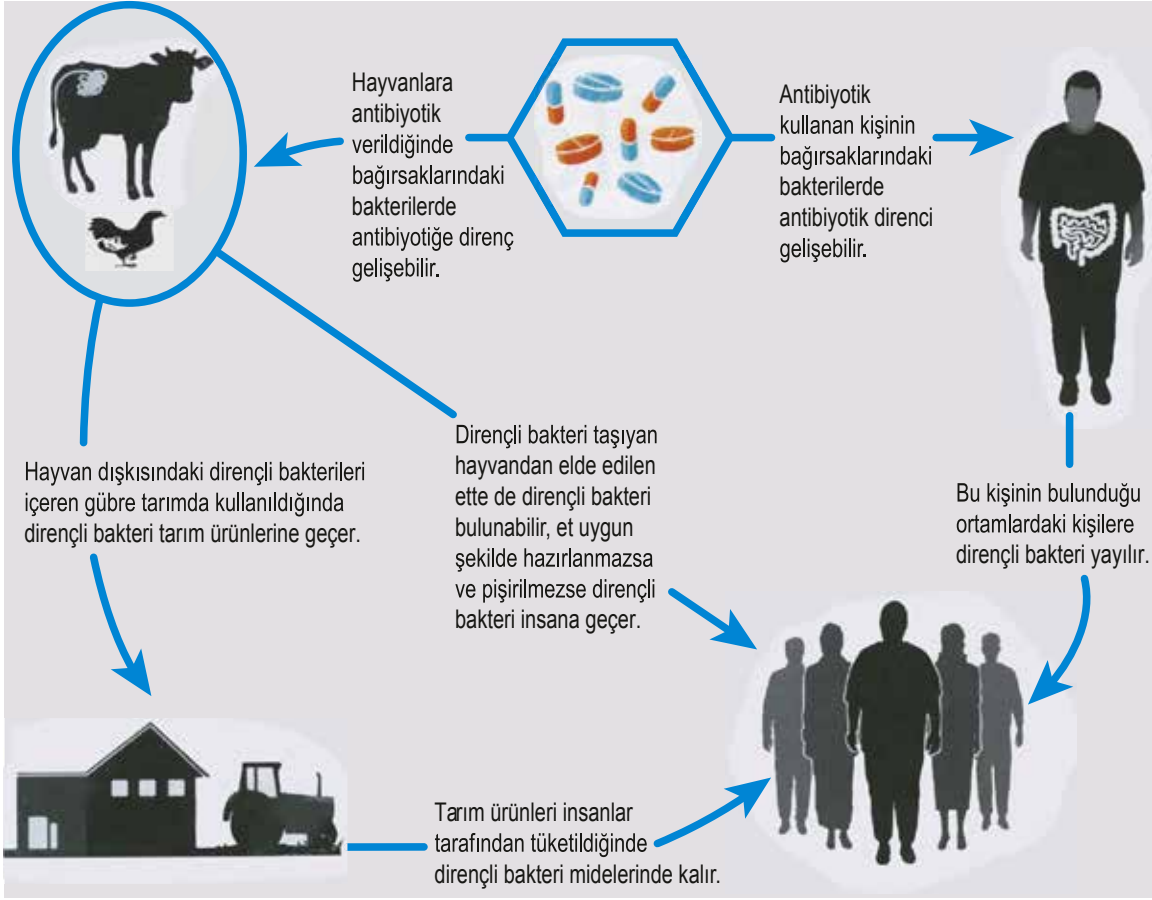 Hayvanlara
antibiyotik
verildiğinde
bağırsaklarındaki
bakterilerde
antibiyotiğe direnç
gelişebilir.
Antibiyotik
kullanan kişinin
bağırsaklarındaki
bakterilerde
antibiyotik direnci
gelişebilir.
Hayvan dışkısındaki dirençli bakterileri
içeren gübre tarımda kullanıldığında
dirençli bakteri tarım ürünlerine geçer.
Dirençli bakteri taşıyan
hayvandan elde edilen
ette de dirençli bakteri
bulunabilir, et uygun
şekilde hazırlanmazsa
ve pişirilmezse dirençli
bakteri insana geçer.
Bu kişinin bulunduğu
ortamlardaki kişilere
dirençli bakteri yayılır.
Tarım ürünleri insanlar
tarafından tüketildiğinde
dirençli bakteri midelerinde kalır.